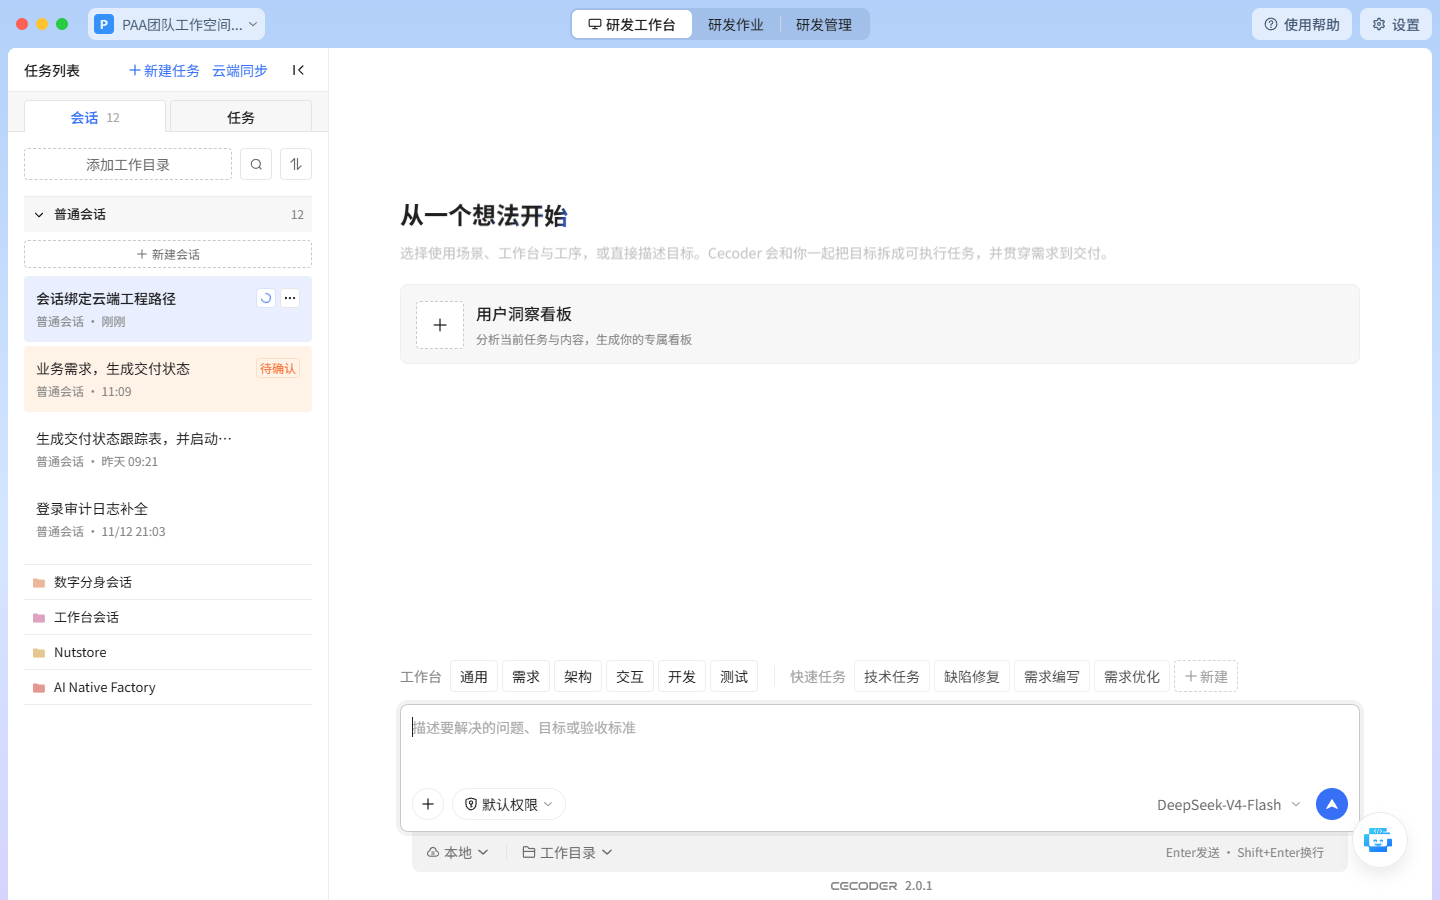 P PAA团队工作空间...
研发工作台 研发作业 研发管理
使用帮助 设置
任务列表 新建任务 云端同步
会话 12 任务
添加工作目录
普通会话 12
新建会话
会话绑定云端工程路径
普通会话 · 刚刚
业务需求，生成交付状态 待确认
普通会话 · 11:09
生成交付状态跟踪表，并启动…
普通会话 · 昨天 09:21
登录审计日志补全
普通会话 · 11/12 21:03
数字分身会话
工作台会话
Nutstore
AI Native Factory
从一个想法开始
选择使用场景、工作台与工序，或直接描述目标。Cecoder 会和你一起把目标拆成可执行任务，并贯穿需求到交付。
用户洞察看板
分析当前任务与内容，生成你的专属看板
工作台 通用 需求 架构 交互 开发 测试 快速任务 技术任务 缺陷修复 需求编写 需求优化 新建
描述要解决的问题、目标或验收标准
默认权限 DeepSeek-V4-Flash
本地 工作目录 Enter发送 · Shift+Enter换行
CECODER 2.0.1